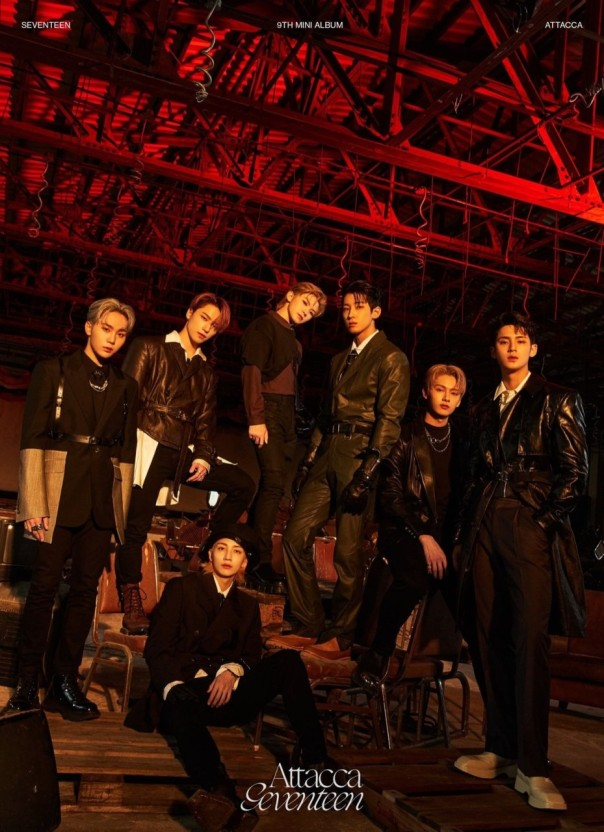 SEVENTEEN
9TH MINI ALBUM
ATTACCA
Attacca
Seventeen